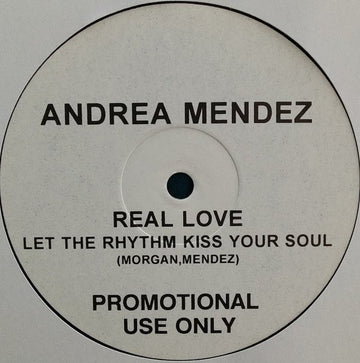 ANDREA MENDEZ
REAL LOVE
LET THE RHYTHM KISS YOUR SOUL
(MORGAN,MENDEZ)
PROMOTIONAL
USE ONLY